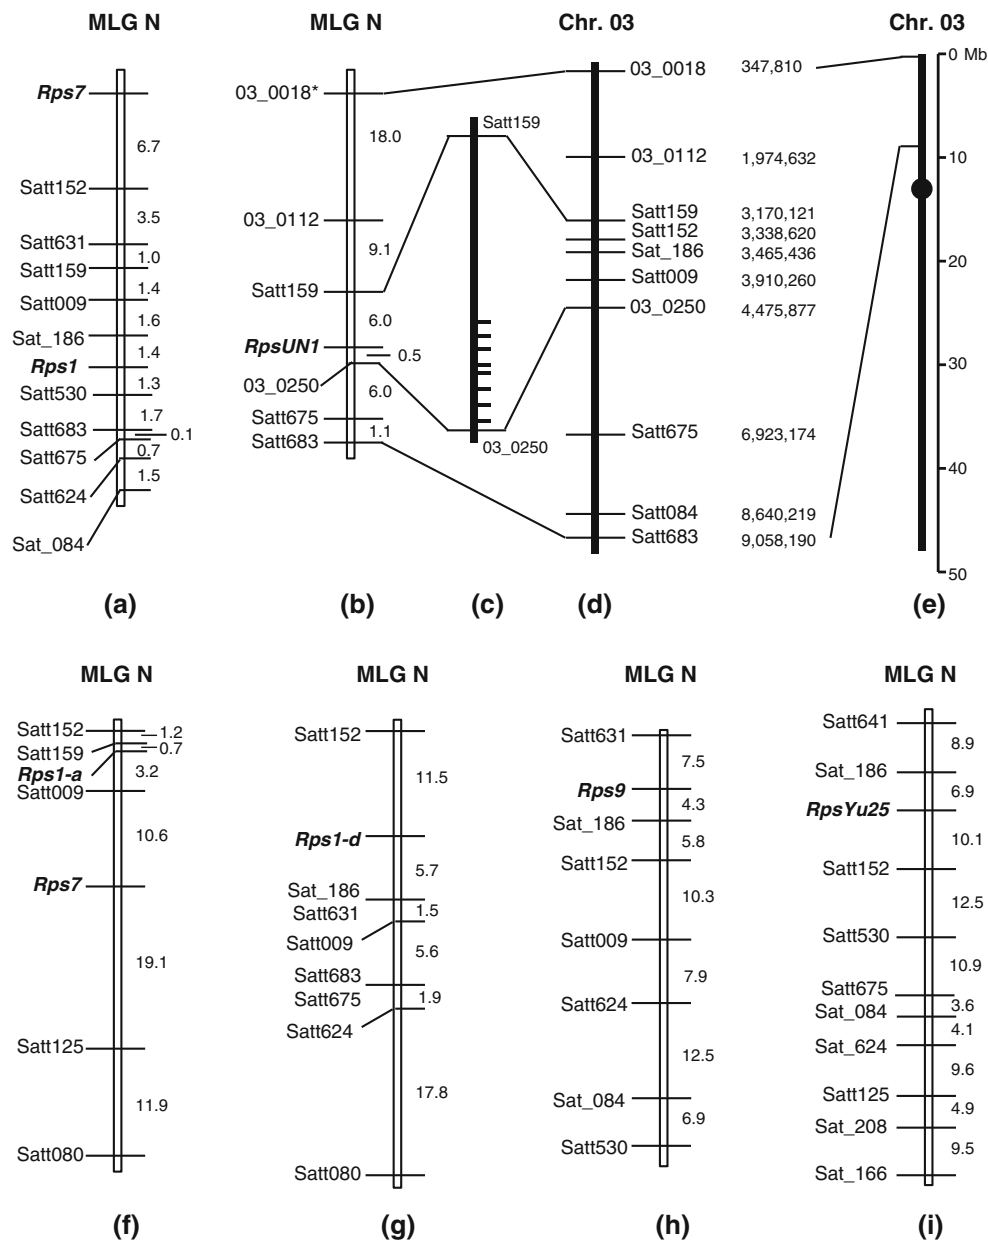 MLG N
Rps7
6.7
Satt152
3.5
Satt631
1.0
Satt159
1.4
Satt009
1.6
Sat_186
1.4
Rps1
1.3
Satt530
1.7
Satt683
0.1
Satt675
0.7
Satt624
1.5
Sat_084
(a)
MLG N
03_0018*
18.0
03_0112
9.1
Satt159
6.0
RpsUN1
0.5
03_0250
6.0
Satt675
1.1
Satt683
(b)
Satt159
03_0250
(c)
Chr. 03
03_0018 347,810
03_0112 1,974,632
Satt159 3,170,121
Satt152 3,338,620
Sat_186 3,465,436
Satt009 3,910,260
03_0250 4,475,877
Satt675 6,923,174
Satt084 8,640,219
Satt683 9,058,190
(d)
Chr. 03
0 Mb
10
20
30
40
50
(e)
MLG N
Satt152
1.2
Satt159
0.7
Rps1-a
3.2
Satt009
10.6
Rps7
19.1
Satt125
11.9
Satt080
(f)
MLG N
Satt152
11.5
Rps1-d
5.7
Sat_186
Satt631
1.5
Satt009
5.6
Satt683
Satt675
1.9
Satt624
17.8
Satt080
(g)
MLG N
Satt631
7.5
Rps9
4.3
Sat_186
5.8
Satt152
10.3
Satt009
7.9
Satt624
12.5
Sat_084
6.9
Satt530
(h)
MLG N
Satt641
8.9
Sat_186
6.9
RpsYu25
10.1
Satt152
12.5
Satt530
10.9
Satt675
3.6
Sat_084
4.1
Sat_624
9.6
Satt125
4.9
Sat_208
9.5
Sat_166
(i)